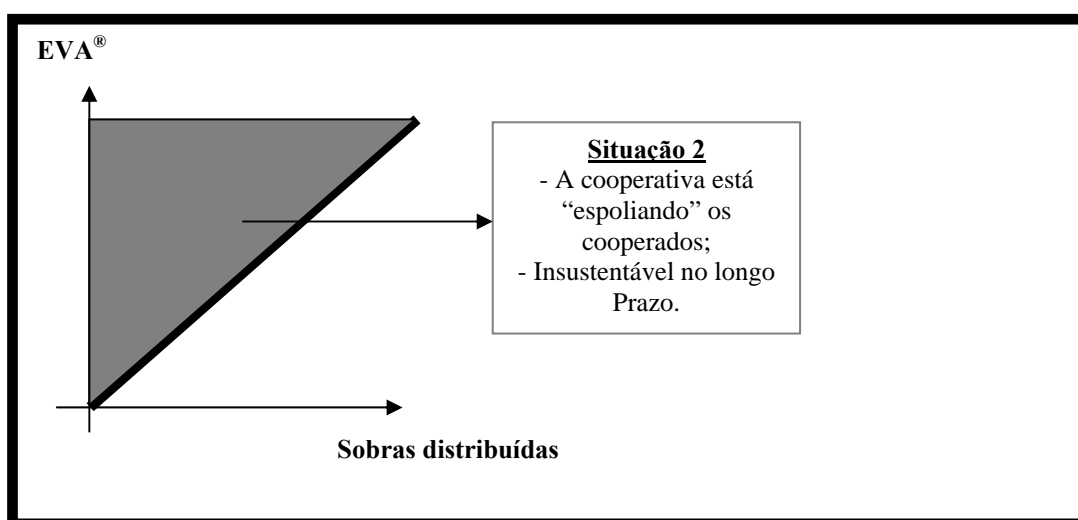 EVA®
Situação 2
- A cooperativa está
“espoliando” os
cooperados;
- Insustentável no longo
Prazo.
Sobras distribuídas